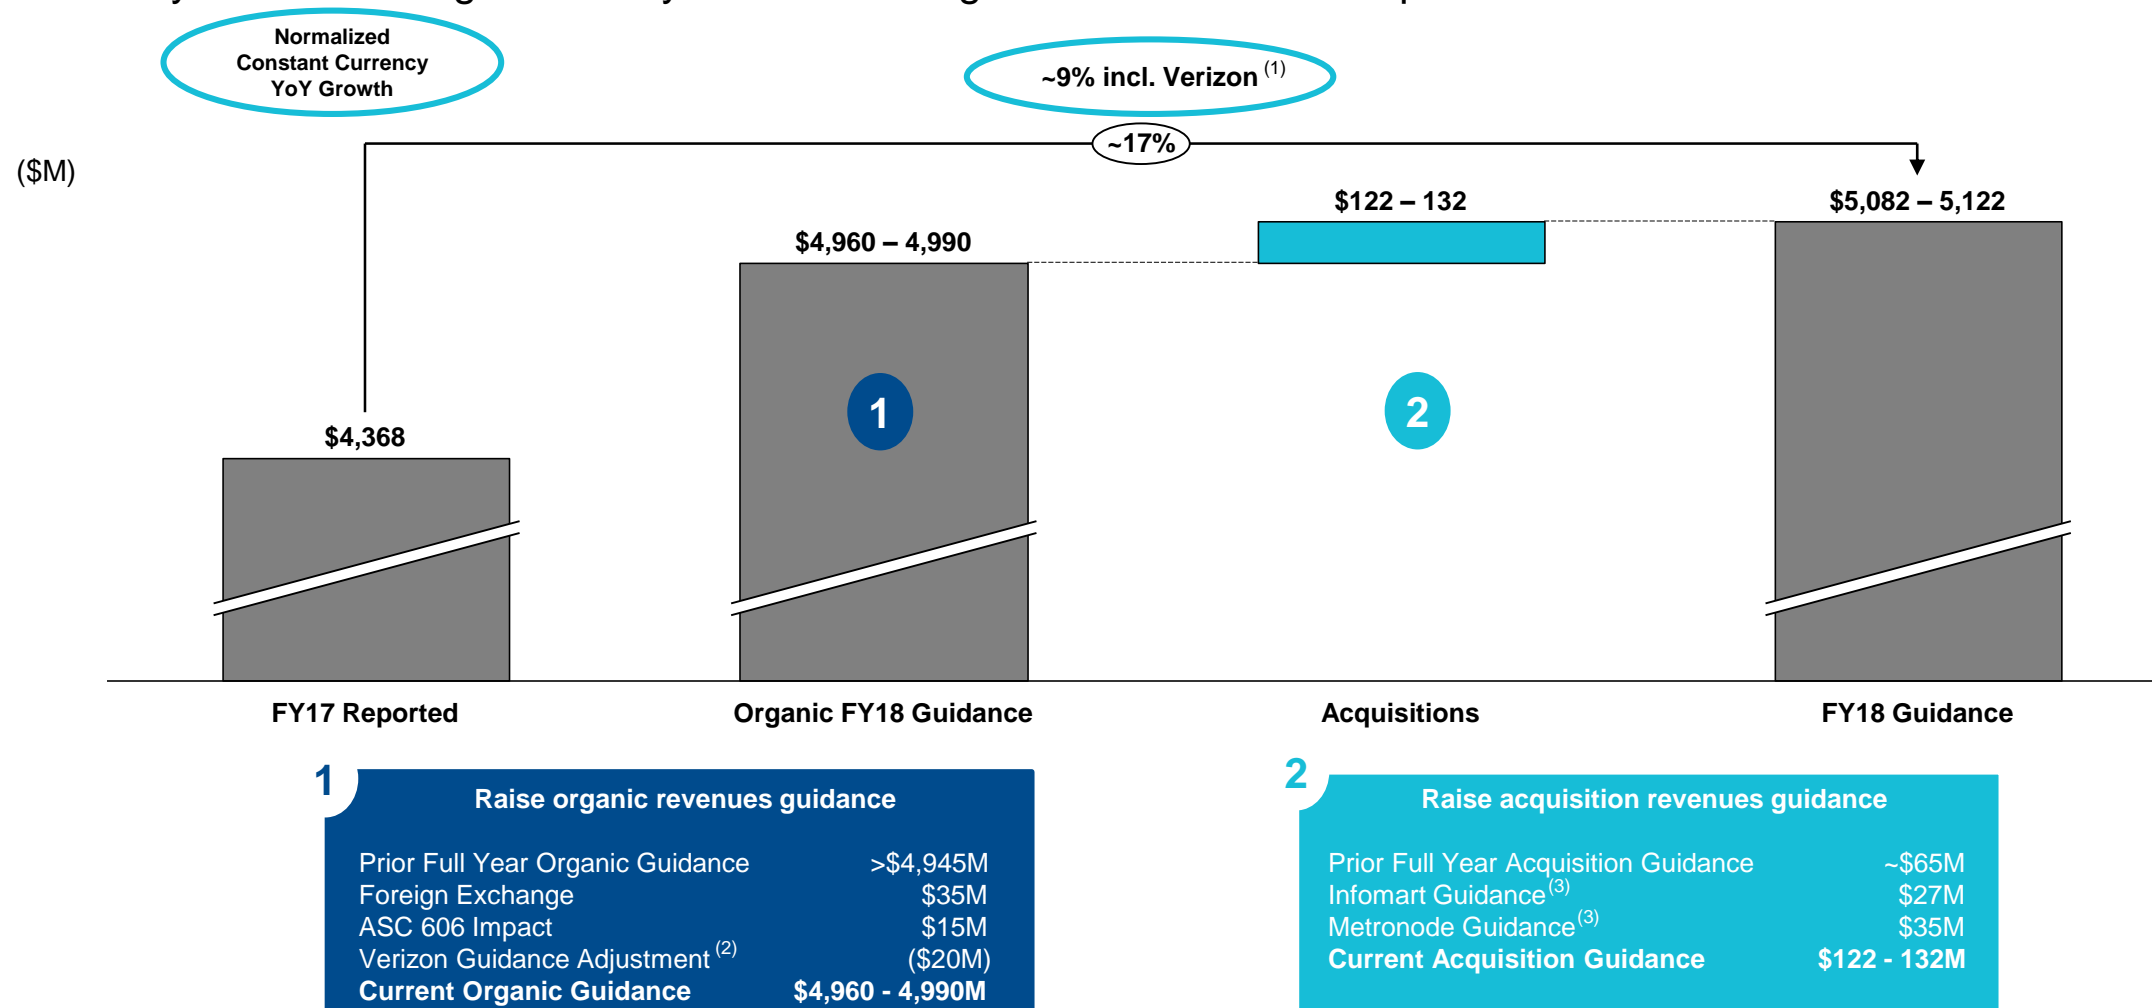 Normalized
Constant Currency
YoY Growth
~9% incl. Verizon (1)
~17%
($M)
$4,368
$4,960 – 4,990
$122 – 132
$5,082 – 5,122
1
2
FY17 Reported
Organic FY18 Guidance
Acquisitions
FY18 Guidance
1
Raise organic revenues guidance
Prior Full Year Organic Guidance >$4,945M
Foreign Exchange $35M
ASC 606 Impact $15M
Verizon Guidance Adjustment (2) ($20M)
Current Organic Guidance $4,960 - 4,990M
2
Raise acquisition revenues guidance
Prior Full Year Acquisition Guidance ~$65M
Infomart Guidance(3) $27M
Metronode Guidance(3) $35M
Current Acquisition Guidance $122 - 132M